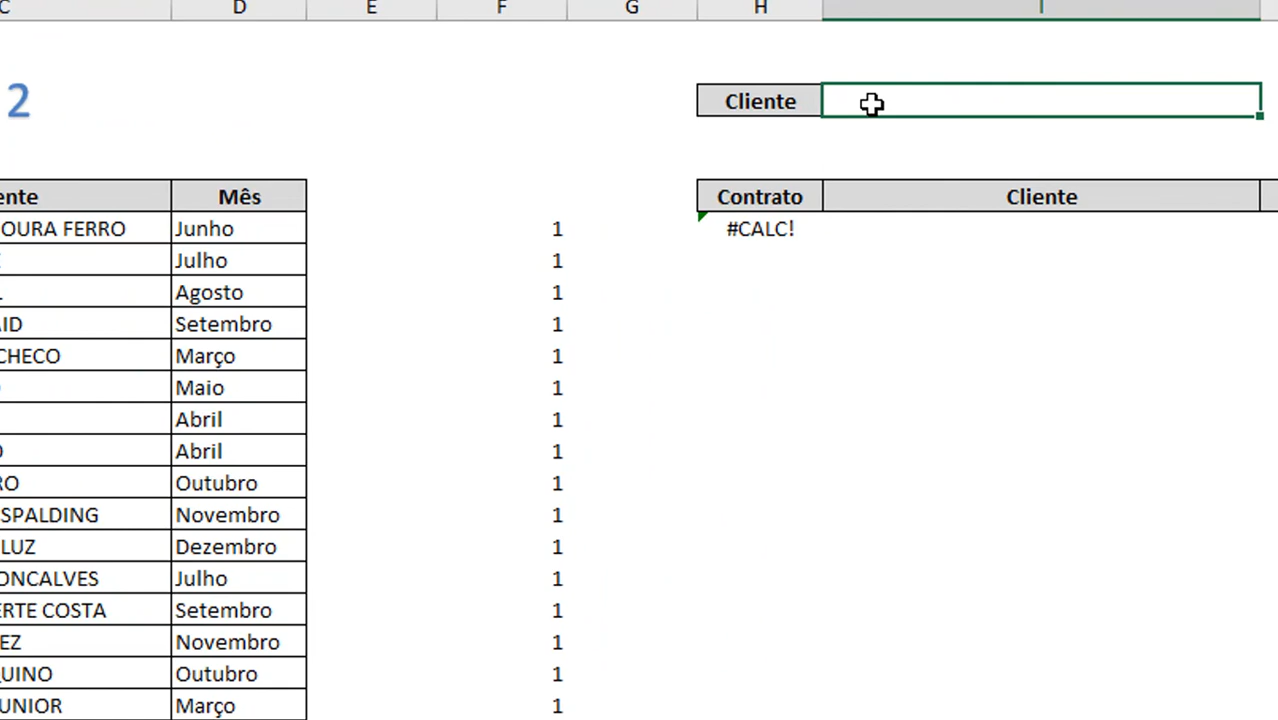 C D E F G H I
2
Cliente
ente Mês
Contrato Cliente
OURA FERRO Junho 1 #CALC!
Julho 1
Agosto 1
AID Setembro 1
CHECO Março 1
Maio 1
Abril 1
O Abril 1
RO Outubro 1
SPALDING Novembro 1
LUZ Dezembro 1
ONCALVES Julho 1
ERTE COSTA Setembro 1
EZ Novembro 1
QUINO Outubro 1
UNIOR Março 1